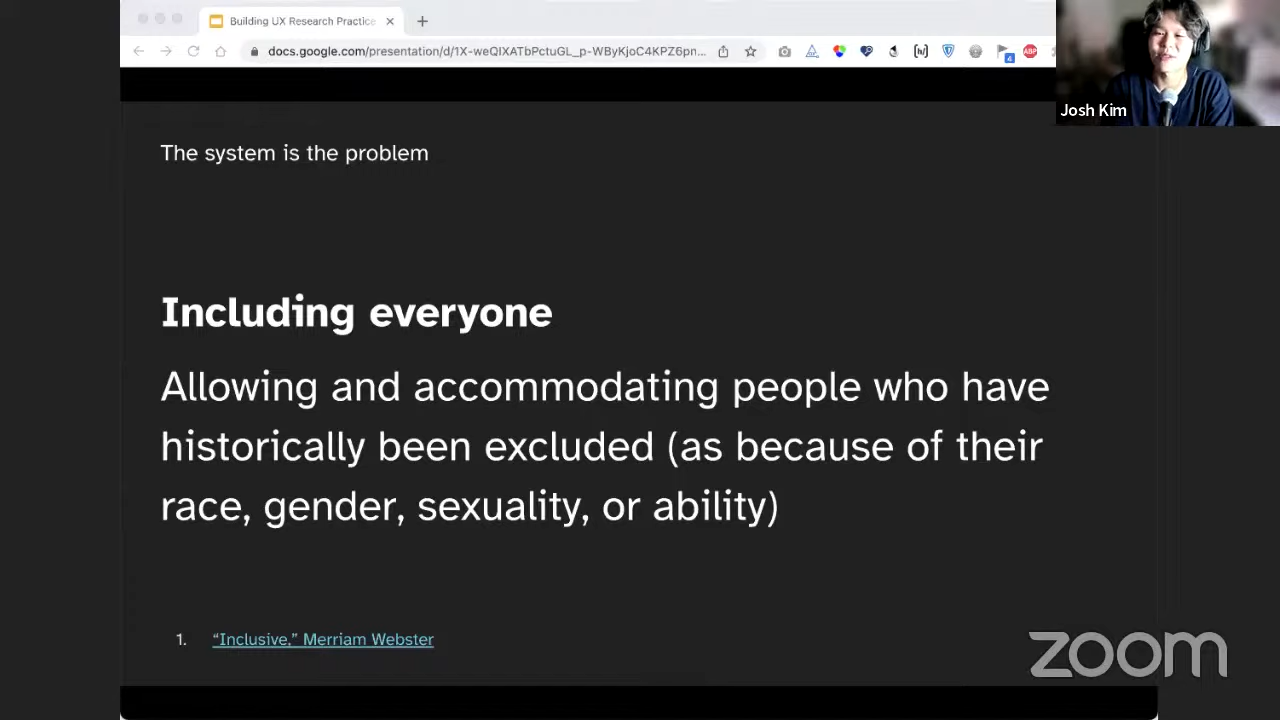 Building UX Research Practice
docs.google.com/presentation/d/1X-weQIXATbPctuGL_p-WByKjoC4KPZ6pn...
4
ABP
Josh Kim
The system is the problem
Including everyone
Allowing and accommodating people who have
historically been excluded (as because of their
race, gender, sexuality, or ability)
1. “Inclusive,” Merriam Webster
zoom